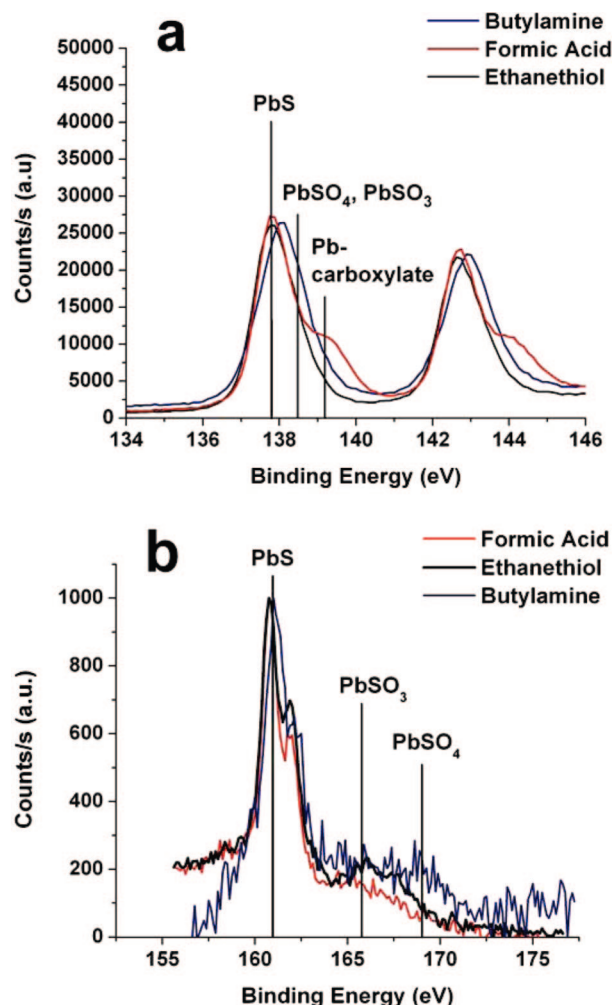 a
Butylamine
Formic Acid
Ethanethiol
50000
45000
40000
35000
30000
25000
20000
15000
10000
5000
0
Counts/s (a.u)
PbS
PbSO4, PbSO3
Pb-
carboxylate
134 136 138 140 142 144 146
Binding Energy (eV)
b
Formic Acid
Ethanethiol
Butylamine
PbS
PbSO3
PbSO4
1000
800
600
400
200
0
Counts/s (a.u.)
155 160 165 170 175
Binding Energy (eV)